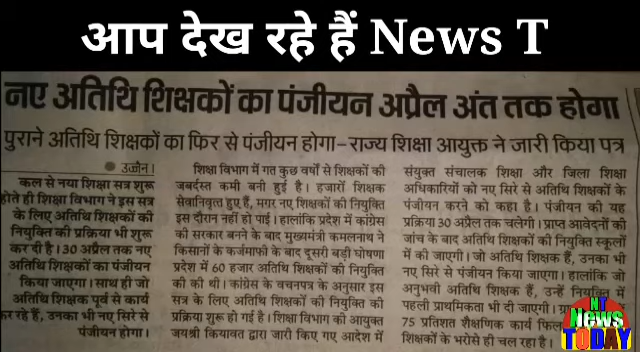 आप देख रहे हैं News T
नए अतिथि शिक्षकों का पंजीयन अप्रैल अंत तक होगा
पुराने अतिथि शिक्षकों का फिर से पंजीयन होगा-राज्य शिक्षा आयुक्त ने जारी किया पत्र
उज्जैन।
कल से नया शिक्षा सत्र शुरू
होते ही शिक्षा विभाग ने इस सत्र
के लिए अतिथि शिक्षकों की
नियुक्ति की प्रक्रिया भी शुरू
कर दी है। 30 अप्रैल तक नए
अतिथि शिक्षकों का पंजीयन
किया जाएगा। साथ ही जो
अतिथि शिक्षक पूर्व से कार्य
कर रहे हैं, उनका भी नए सिरे से
पंजीयन होगा।
शिक्षा विभाग में गत कुछ वर्षों से शिक्षकों की
जबर्दस्त कमी बनी हुई है। हजारों शिक्षक
सेवानिवृत्त हुए हैं, मगर नए शिक्षकों की नियुक्ति
इस दौरान नहीं हो पाई। हालांकि प्रदेश में कांग्रेस
की सरकार बनने के बाद मुख्यमंत्री कमलनाथ ने
किसानों के कर्जमाफी के बाद दूसरी बड़ी घोषणा
प्रदेश में 60 हजार अतिथि शिक्षकों की नियुक्ति
की की थी। कांग्रेस के वचनपत्र के अनुसार इस
सत्र के लिए अतिथि शिक्षकों की नियुक्ति की
प्रक्रिया शुरू हो गई है। शिक्षा विभाग की आयुक्त
जयश्री कियावत द्वारा जारी किए गए आदेश में
संयुक्त संचालक शिक्षा और जिला शिक्षा
अधिकारियों को नए सिरे से अतिथि शिक्षकों के
पंजीयन करने को कहा है। पंजीयन की यह
प्रक्रिया 30 अप्रैल तक चलेगी। प्राप्त आवेदनों की
जांच के बाद अतिथि शिक्षकों की नियुक्ति स्कूलों
में की जाएगी। जो अतिथि शिक्षक हैं, उनका भी
नए सिरे से पंजीयन किया जाएगा। हालांकि जो
अनुभवी अतिथि शिक्षक हैं, उन्हें नियुक्ति में
पहली प्राथमिकता भी दी जाएगी।
75 प्रतिशत शैक्षणिक कार्य
शिक्षकों के भरोसे ही चल रहा है।
NT
News
TODAY